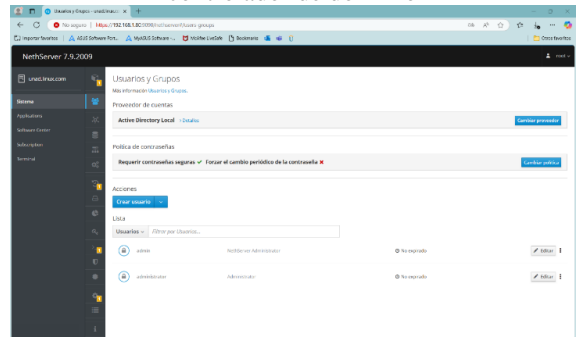 Usuarios y Grupos - unad.linux.com
No seguro | https://192.168.1.80:9090/nethserver#/users-groups
Importar favoritos ASUS Software Port... MyASUS Software -... McAfee LiveSafe Bookmarks Otros favoritos
NethServer 7.9.2009 root
unad.linux.com
Sistema
Applications
Software Center
Subscription
Terminal
Usuarios y Grupos
Más información Usuarios y Grupos.
Proveedor de cuentas
Active Directory Local Detalles Cambiar proveedor
Política de contraseñas
Requerir contraseñas seguras ✔ Forzar el cambio periódico de la contraseña ✖ Cambiar política
Acciones
Crear usuario
Lista
Usuarios Filtrar por Usuarios...
admin NethServer Administrator No expirado Editar
administrator Administrator No expirado Editar